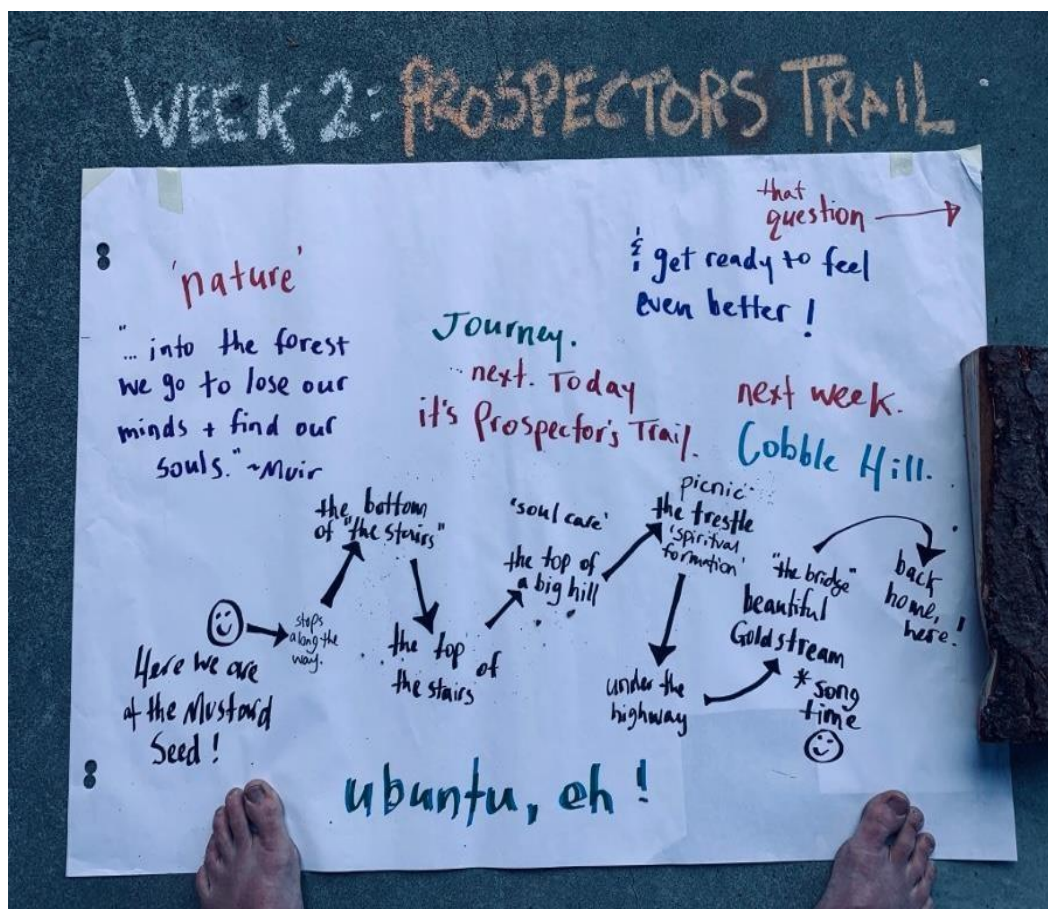 WEEK 2: PROSPECTORS TRAIL
that
question
& get ready to feel
even better !
'nature'
"... into the forest
we go to lose our
minds + find our
souls." ~Muir
Journey.
... next. Today
it's Prospector's Trail.
next week.
Cobble Hill.
Here we are
at the Mustard
Seed !
stops
along the
way.
the bottom
of "the stairs"
the top
of
the stairs
'soul care'
the top of
a big hill
picnic
the trestle
'spiritual
formation'
under the
highway
"the bridge"
beautiful
Goldstream
* song
time
back
home,
here !
ubuntu, eh !